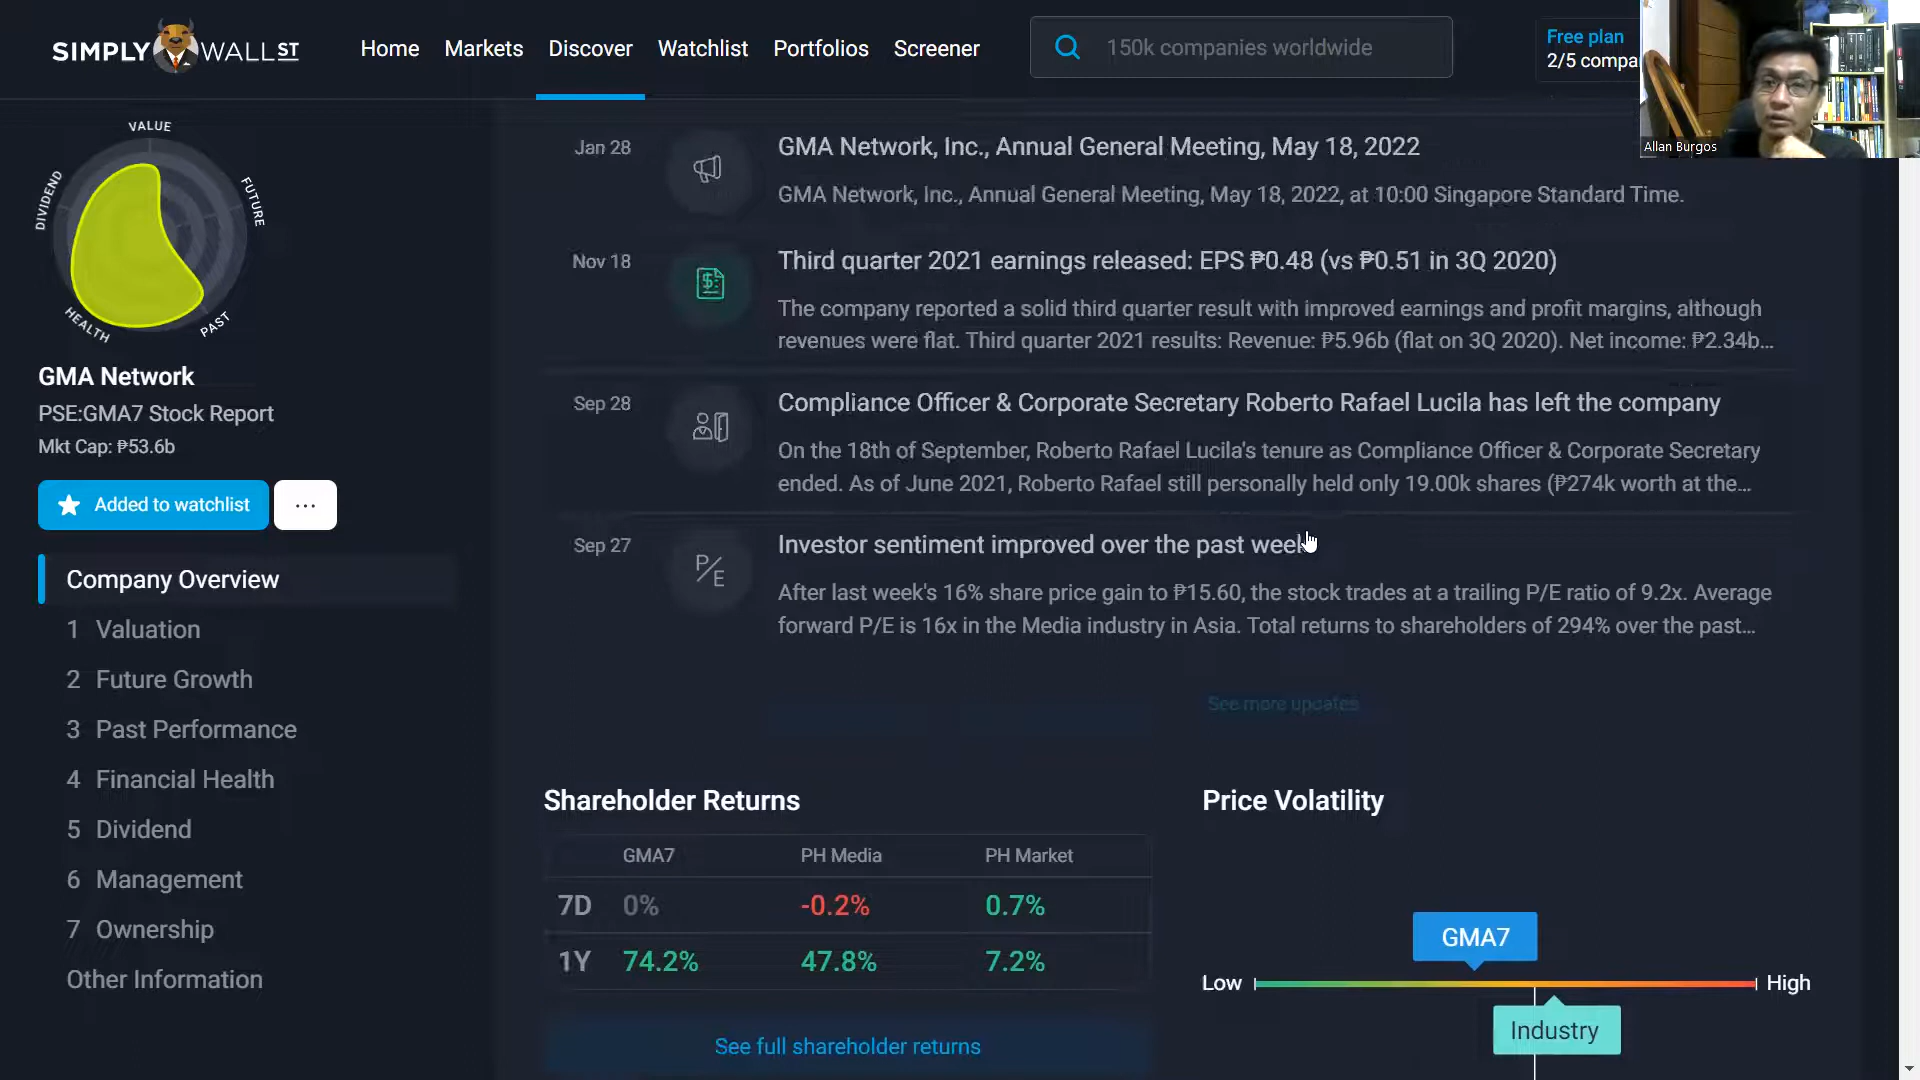 SIMPLY WALL ST
Home
Markets
Discover
Watchlist
Portfolios
Screener
150k companies worldwide
Free plan
2/5 compa
Allan Burgos
VALUE
FUTURE
PAST
HEALTH
DIVIDEND
GMA Network
PSE:GMA7 Stock Report
Mkt Cap: ₱53.6b
Added to watchlist
...
Company Overview
1 Valuation
2 Future Growth
3 Past Performance
4 Financial Health
5 Dividend
6 Management
7 Ownership
Other Information
Jan 28
GMA Network, Inc., Annual General Meeting, May 18, 2022
GMA Network, Inc., Annual General Meeting, May 18, 2022, at 10:00 Singapore Standard Time.
Nov 18
Third quarter 2021 earnings released: EPS ₱0.48 (vs ₱0.51 in 3Q 2020)
The company reported a solid third quarter result with improved earnings and profit margins, although
revenues were flat. Third quarter 2021 results: Revenue: ₱5.96b (flat on 3Q 2020). Net income: ₱2.34b...
Sep 28
Compliance Officer & Corporate Secretary Roberto Rafael Lucila has left the company
On the 18th of September, Roberto Rafael Lucila's tenure as Compliance Officer & Corporate Secretary
ended. As of June 2021, Roberto Rafael still personally held only 19.00k shares (₱274k worth at the...
Sep 27
P/E
Investor sentiment improved over the past week
After last week's 16% share price gain to ₱15.60, the stock trades at a trailing P/E ratio of 9.2x. Average
forward P/E is 16x in the Media industry in Asia. Total returns to shareholders of 294% over the past...
See more updates
Shareholder Returns
GMA7 PH Media PH Market
7D 0% -0.2% 0.7%
1Y 74.2% 47.8% 7.2%
See full shareholder returns
Price Volatility
GMA7
Low
High
Industry